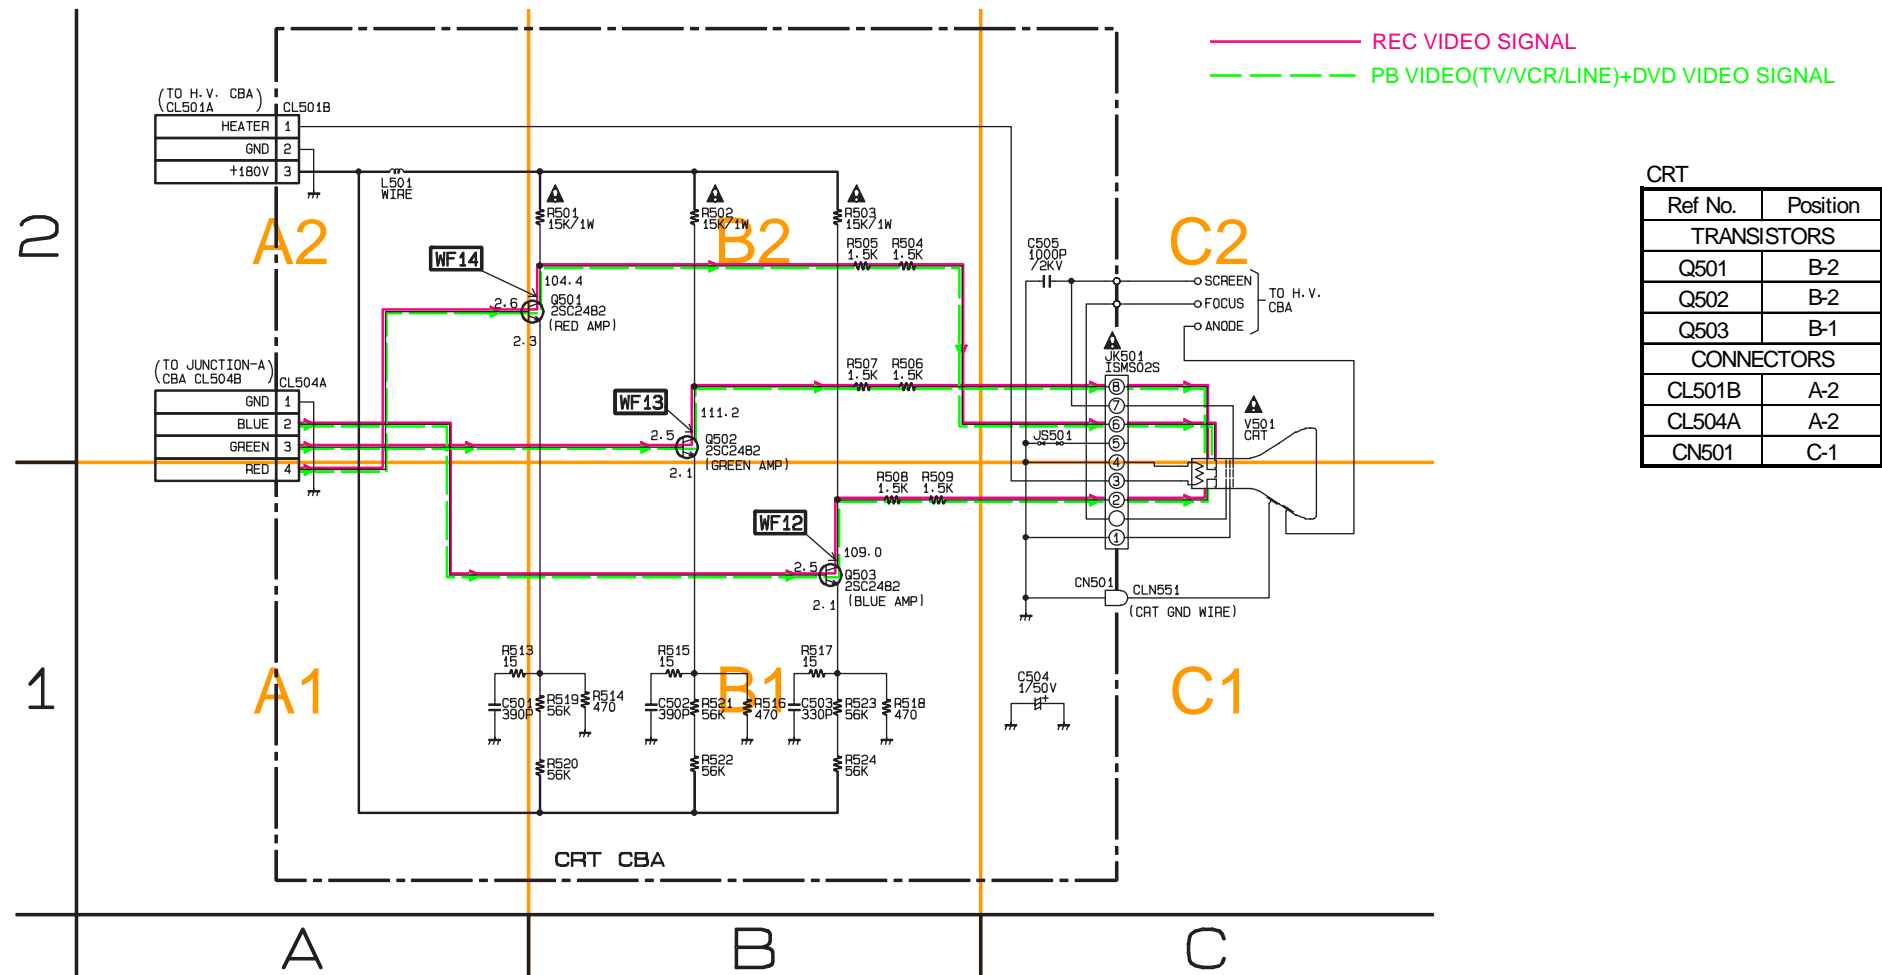 REC VIDEO SIGNAL
PB VIDEO(TV/VCR/LINE)+DVD VIDEO SIGNAL
(TO H.V. CBA)
(CL501A )
CL501B
HEATER 1
GND 2
+180V 3
L501
WIRE
R501
15K/1W
R502
15K/1W
R503
15K/1W
2
A2
B2
C2
WF14
104.4
2.6
Q501
2SC2482
(RED AMP)
2.3
R505
1.5K
R504
1.5K
C505
1000P
/2KV
SCREEN
FOCUS
ANODE
TO H.V.
CBA
(TO JUNCTION-A)
(CBA CL504B )
CL504A
GND 1
BLUE 2
GREEN 3
RED 4
WF13
111.2
2.5
Q502
2SC2482
(GREEN AMP)
2.1
R507
1.5K
R506
1.5K
JK501
ISMS02S
8
7
6
5
4
3
2
1
JS501
V501
CRT
R508
1.5K
R509
1.5K
WF12
109.0
2.5
Q503
2SC2482
(BLUE AMP)
2.1
CN501
CLN551
(CRT GND WIRE)
1
A1
B1
C1
R513
15
C501
390P
R519
56K
R514
470
R515
15
C502
390P
R521
56K
R516
470
R517
15
C503
330P
R523
56K
R518
470
C504
1/50V
+
R520
56K
R522
56K
R524
56K
CRT CBA
A
B
C
CRT
Ref No. Position
TRANSISTORS
Q501 B-2
Q502 B-2
Q503 B-1
CONNECTORS
CL501B A-2
CL504A A-2
CN501 C-1